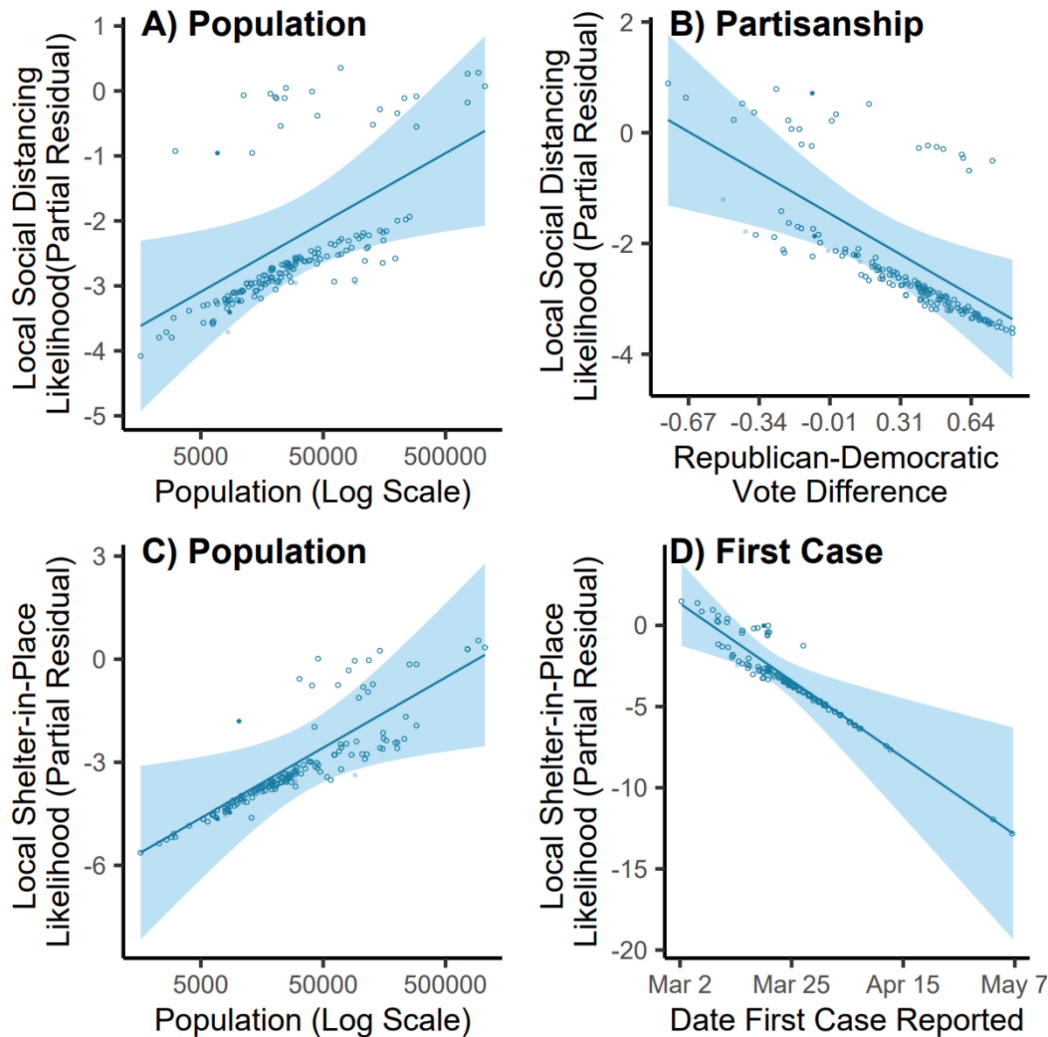 A) Population
Local Social Distancing
Likelihood(Partial Residual)
1
0
-1
-2
-3
-4
-5
5000 50000 500000
Population (Log Scale)
B) Partisanship
Local Social Distancing
Likelihood (Partial Residual)
2
0
-2
-4
-0.67 -0.34 -0.01 0.31 0.64
Republican-Democratic
Vote Difference
C) Population
Local Shelter-in-Place
Likelihood (Partial Residual)
3
0
-3
-6
5000 50000 500000
Population (Log Scale)
D) First Case
Local Shelter-in-Place
Likelihood (Partial Residual)
0
-5
-10
-15
-20
Mar 2 Mar 25 Apr 15 May 7
Date First Case Reported